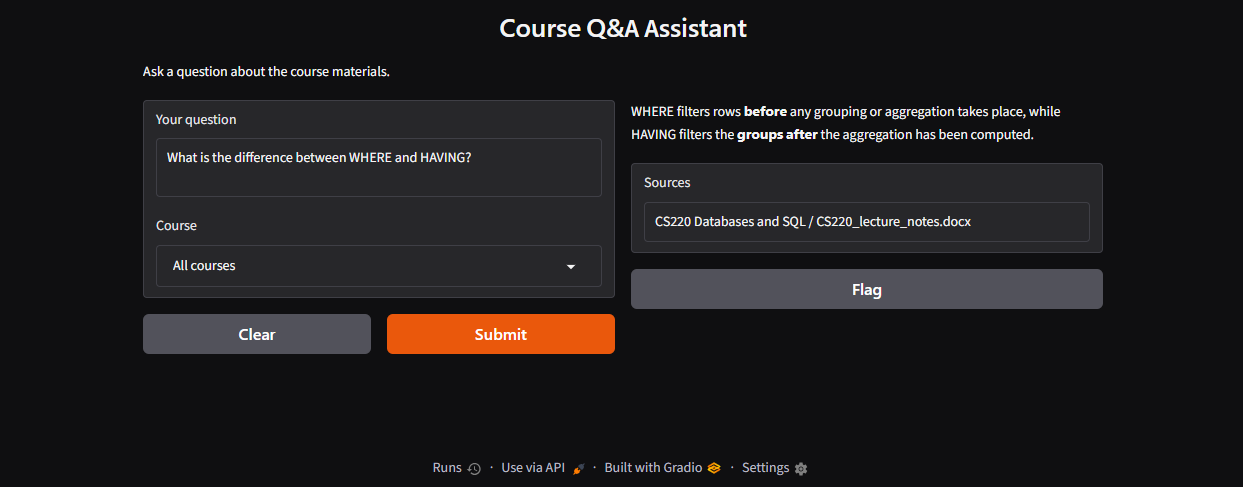 Course Q&A Assistant
Ask a question about the course materials.
Your question
What is the difference between WHERE and HAVING?
Course
All courses
Clear
Submit
WHERE filters rows before any grouping or aggregation takes place, while
HAVING filters the groups after the aggregation has been computed.
Sources
CS220 Databases and SQL / CS220_lecture_notes.docx
Flag
Runs · Use via API · Built with Gradio · Settings